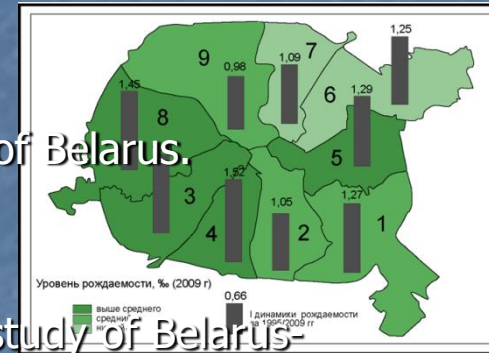 1,25
1,09
7
9
0,98
1,45
1,29
6
8
5
of Belarus.
3
1,52
4
1,05
2
1,27
1
Уровень рождаемости, ‰ (2009 г)
0,66
выше среднего
средний
I динамики рождаемости
за 1995/2009 гг
study of Belarus-